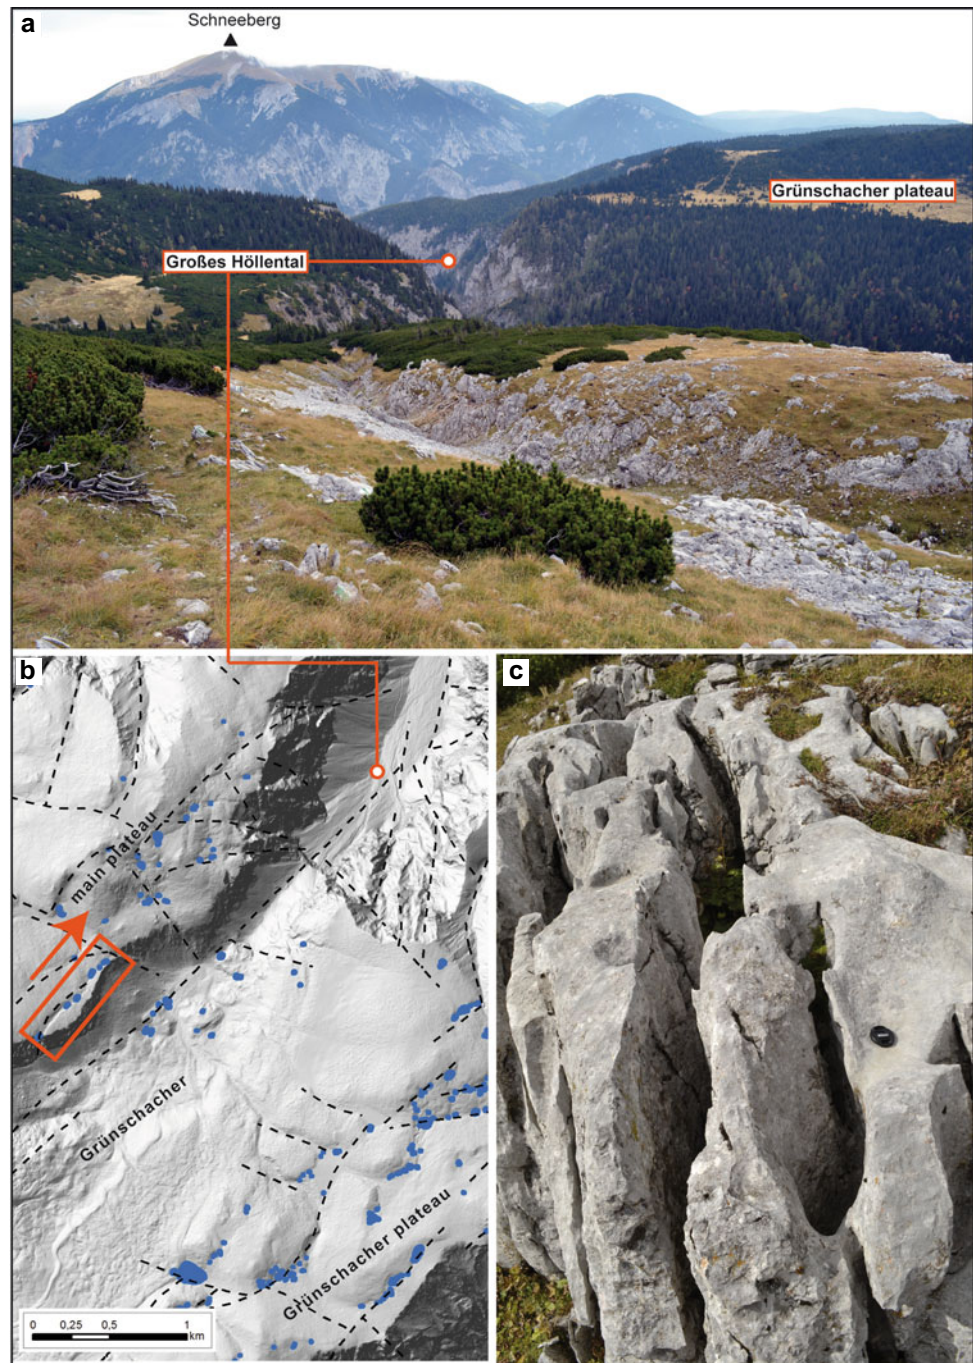 a
Schneeberg
Grünschacher plateau
Großes Höllental
b
c
main plateau
Grünschacher
Grünschacher plateau
0 0,25 0,5 1
km